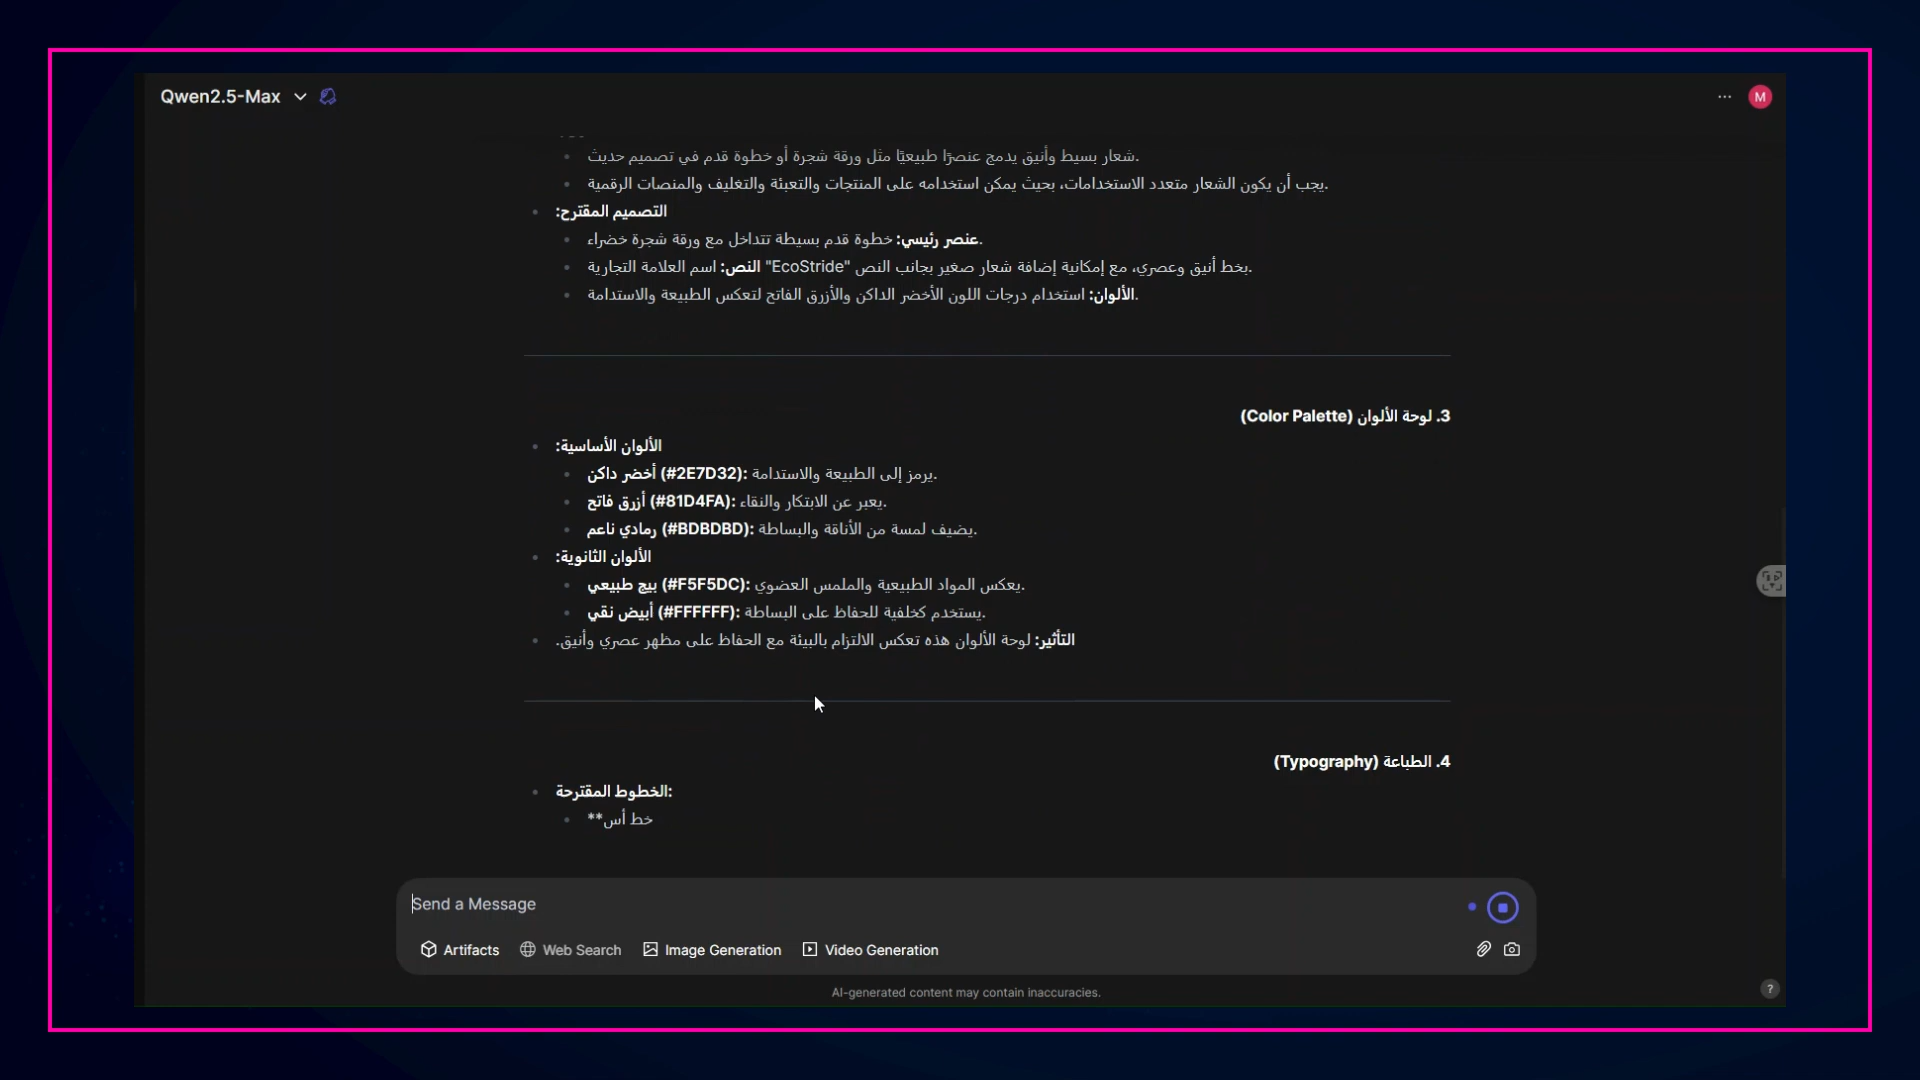 Qwen2.5-Max
M
شعار بسيط وأنيق يدمج عنصرًا طبيعيًا مثل ورقة شجرة أو خطوة قدم في تصميم حديث.
يجب أن يكون الشعار متعدد الاستخدامات، بحيث يمكن استخدامه على المنتجات والتعبئة والتغليف والمنصات الرقمية.
التصميم المقترح:
عنصر رئيسي: خطوة قدم بسيطة تتداخل مع ورقة شجرة خضراء.
بخط أنيق وعصري، مع إمكانية إضافة شعار صغير بجانب النص "EcoStride" النص: اسم العلامة التجارية.
الألوان: استخدام درجات اللون الأخضر الداكن والأزرق الفاتح لتعكس الطبيعة والاستدامة.
3. لوحة الألوان (Color Palette)
الألوان الأساسية:
أخضر داكن (#2E7D32): يرمز إلى الطبيعة والاستدامة.
أزرق فاتح (#81D4FA): يعبر عن الابتكار والنقاء.
رمادي ناعم (#BDBDBD): يضيف لمسة من الأناقة والبساطة.
الألوان الثانوية:
بيج طبيعي (#F5F5DC): يعكس المواد الطبيعية والملمس العضوي.
أبيض نقي (#FFFFFF): يستخدم كخلفية للحفاظ على البساطة.
التأثير: لوحة الألوان هذه تعكس الالتزام بالبيئة مع الحفاظ على مظهر عصري وأنيق..
4. الطباعة (Typography)
الخطوط المقترحة:
خط أس**
Send a Message
Artifacts Web Search Image Generation Video Generation
AI-generated content may contain inaccuracies.
?